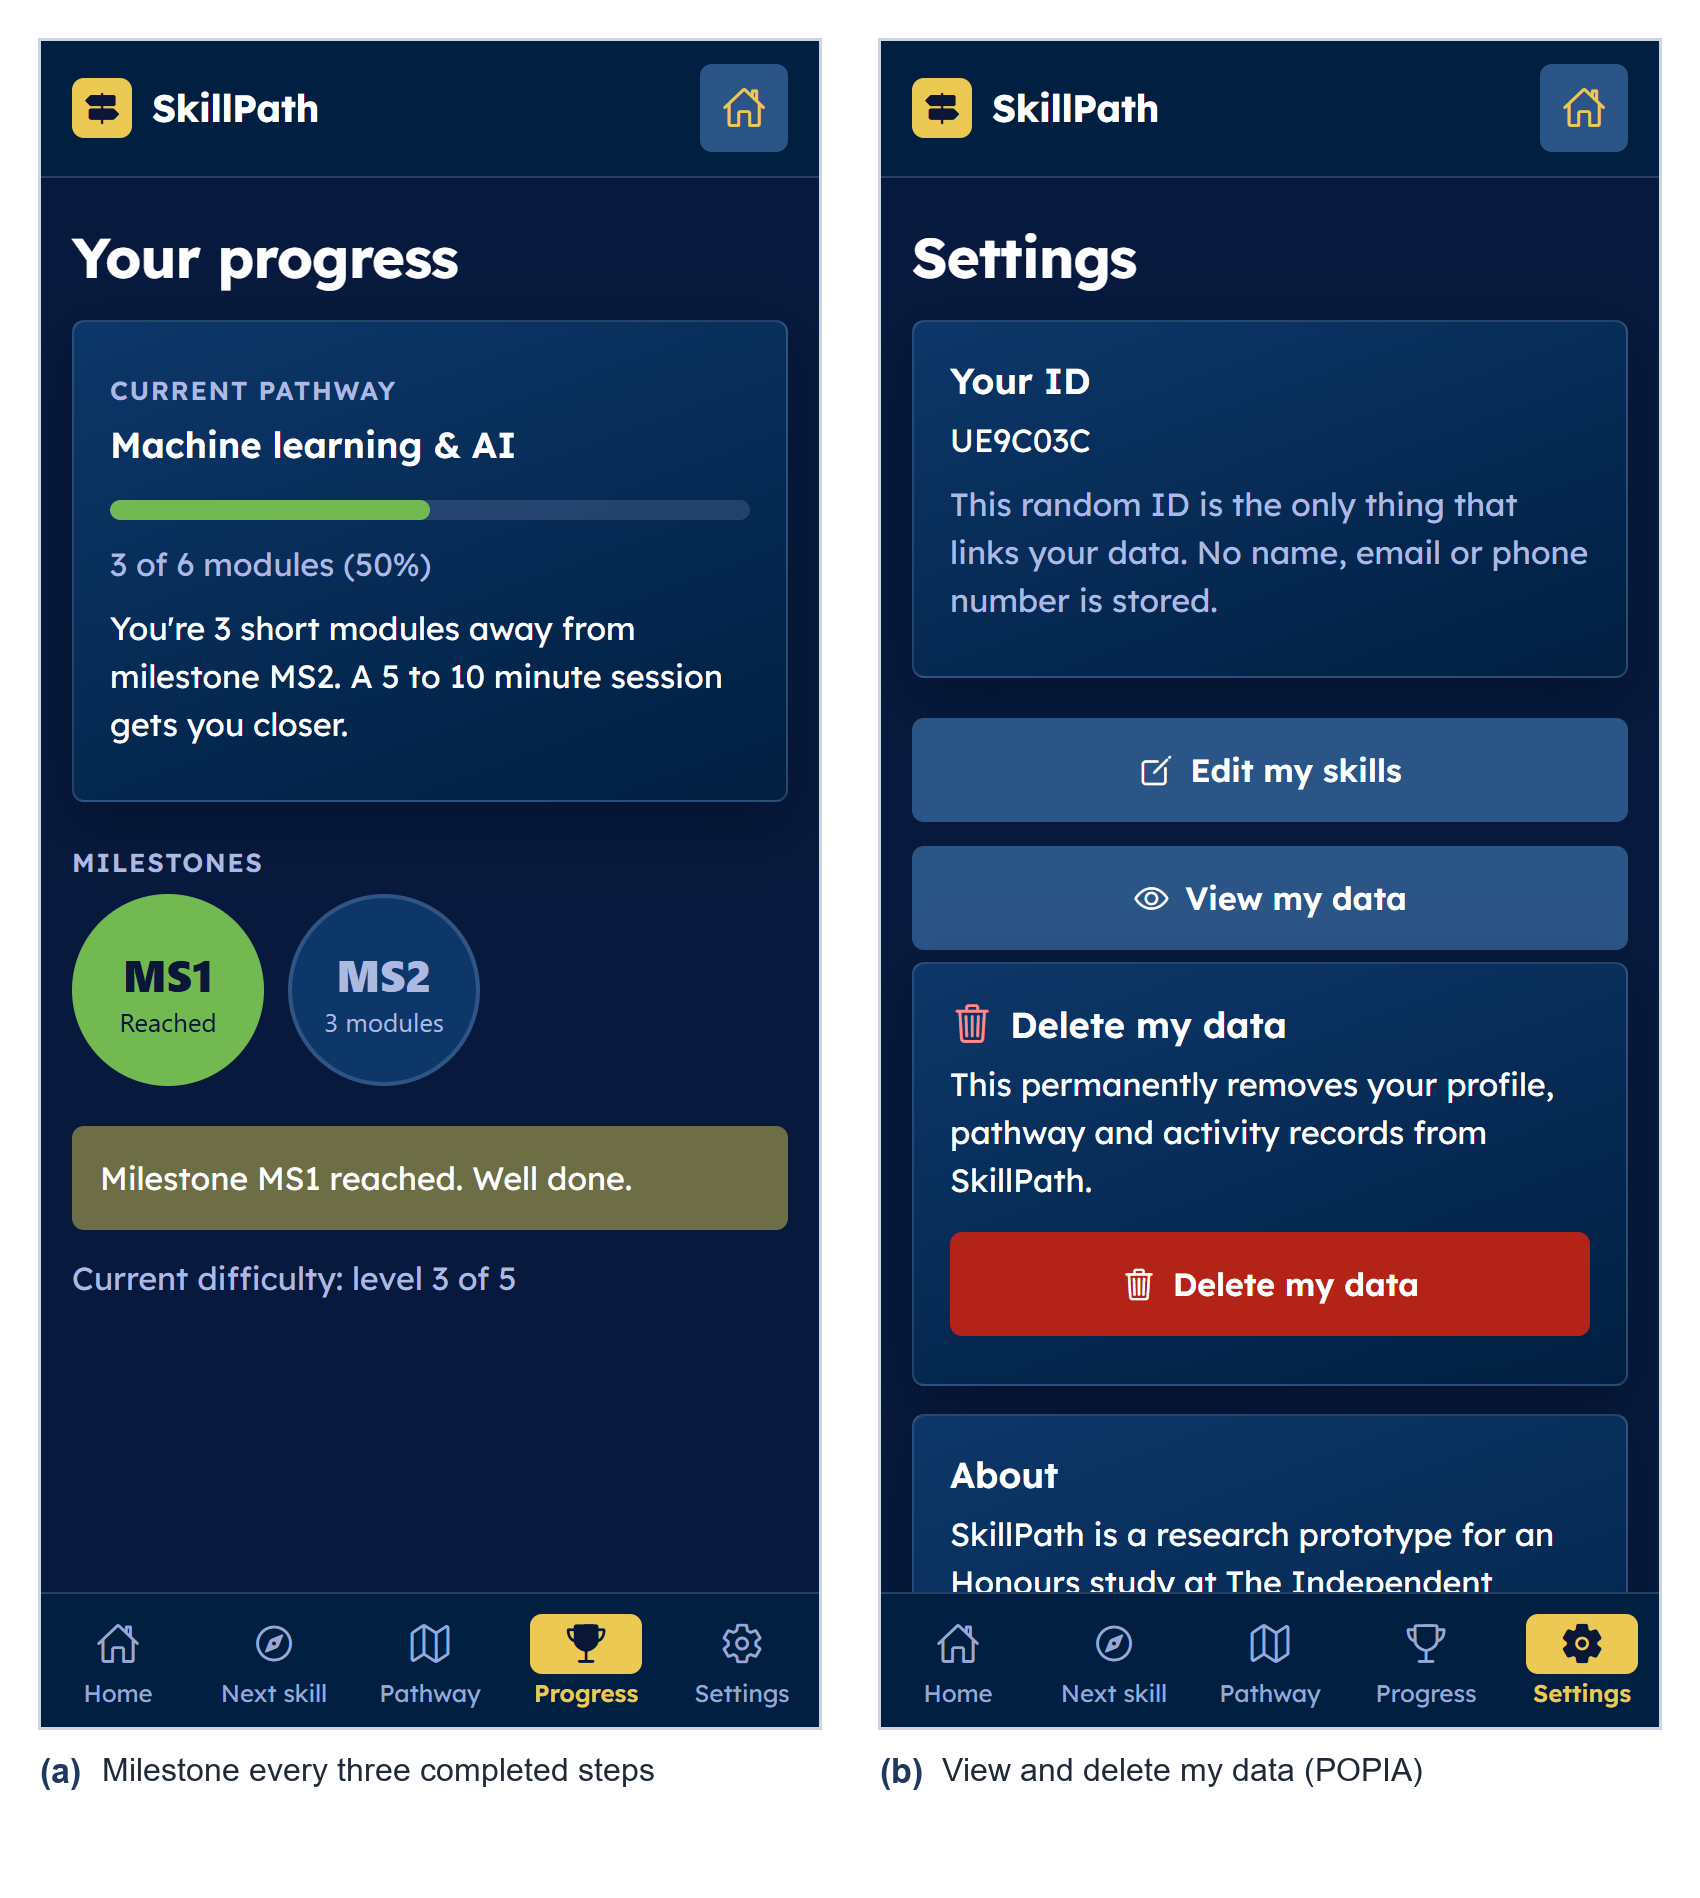 SkillPath
Your progress
CURRENT PATHWAY
Machine learning & AI
3 of 6 modules (50%)
You're 3 short modules away from
milestone MS2. A 5 to 10 minute session
gets you closer.
MILESTONES
MS1
Reached
MS2
3 modules
Milestone MS1 reached. Well done.
Current difficulty: level 3 of 5
Home
Next skill
Pathway
Progress
Settings
(a) Milestone every three completed steps
SkillPath
Settings
Your ID
UE9C03C
This random ID is the only thing that
links your data. No name, email or phone
number is stored.
Edit my skills
View my data
Delete my data
This permanently removes your profile,
pathway and activity records from
SkillPath.
Delete my data
About
SkillPath is a research prototype for an
Honours study at The Independent
Home
Next skill
Pathway
Progress
Settings
(b) View and delete my data (POPIA)